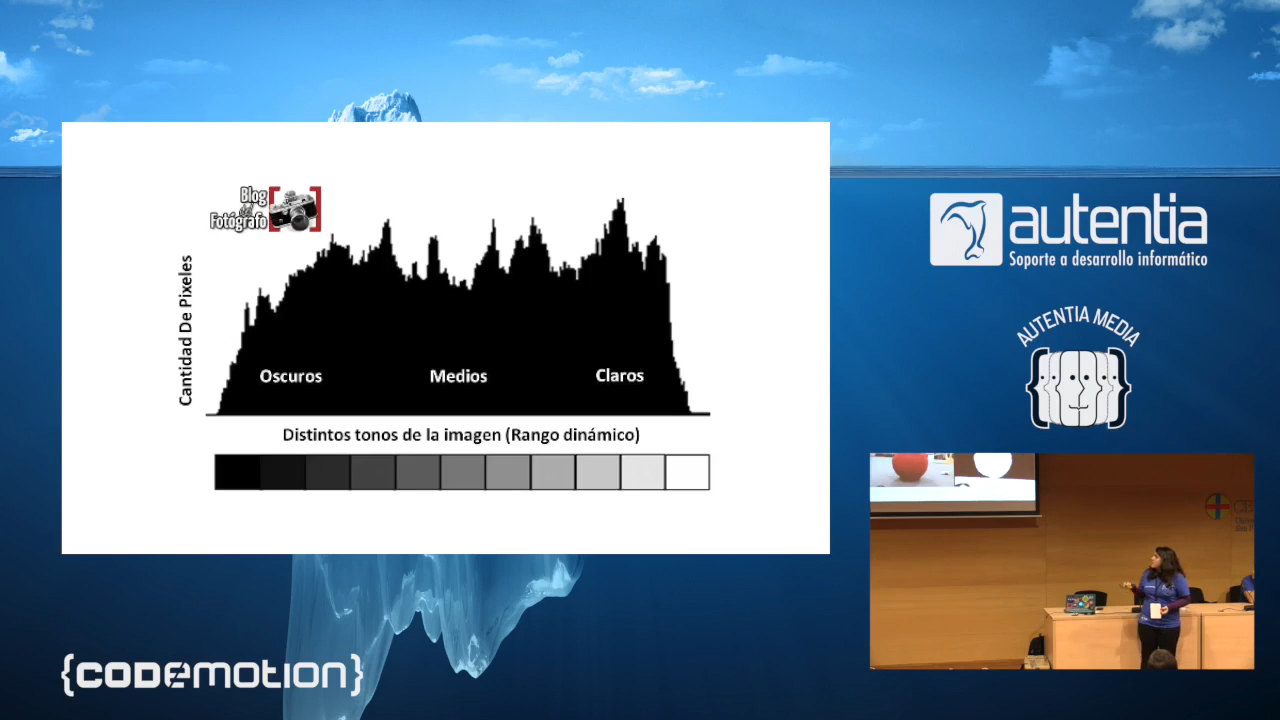 Blog
del
Fotógrafo
Cantidad De Pixeles
Oscuros
Medios
Claros
Distintos tonos de la imagen (Rango dinámico)
autentia
Soporte a desarrollo informático
AUTENTIA MEDIA
{CODEMOTION}